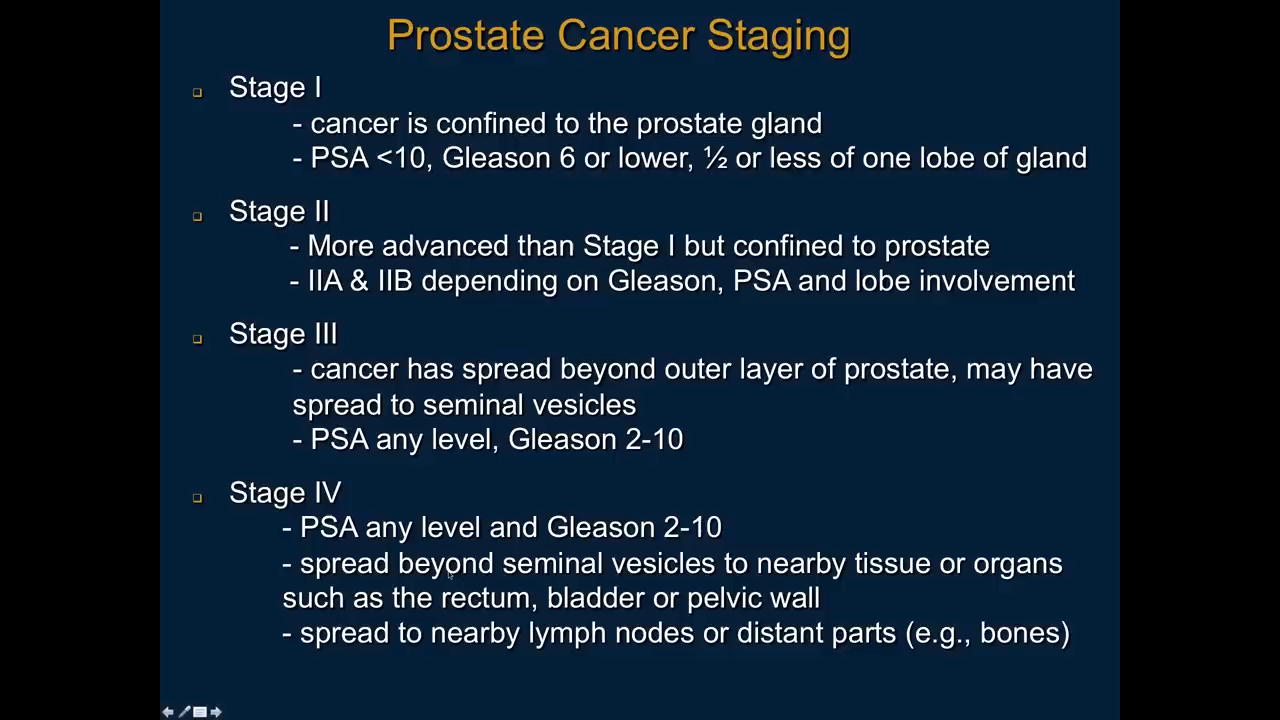 Prostate Cancer Staging
Stage I
- cancer is confined to the prostate gland
- PSA <10, Gleason 6 or lower, ½ or less of one lobe of gland
Stage II
- More advanced than Stage I but confined to prostate
- IIA & IIB depending on Gleason, PSA and lobe involvement
Stage III
- cancer has spread beyond outer layer of prostate, may have
spread to seminal vesicles
- PSA any level, Gleason 2-10
Stage IV
- PSA any level and Gleason 2-10
- spread beyond seminal vesicles to nearby tissue or organs
such as the rectum, bladder or pelvic wall
- spread to nearby lymph nodes or distant parts (e.g., bones)